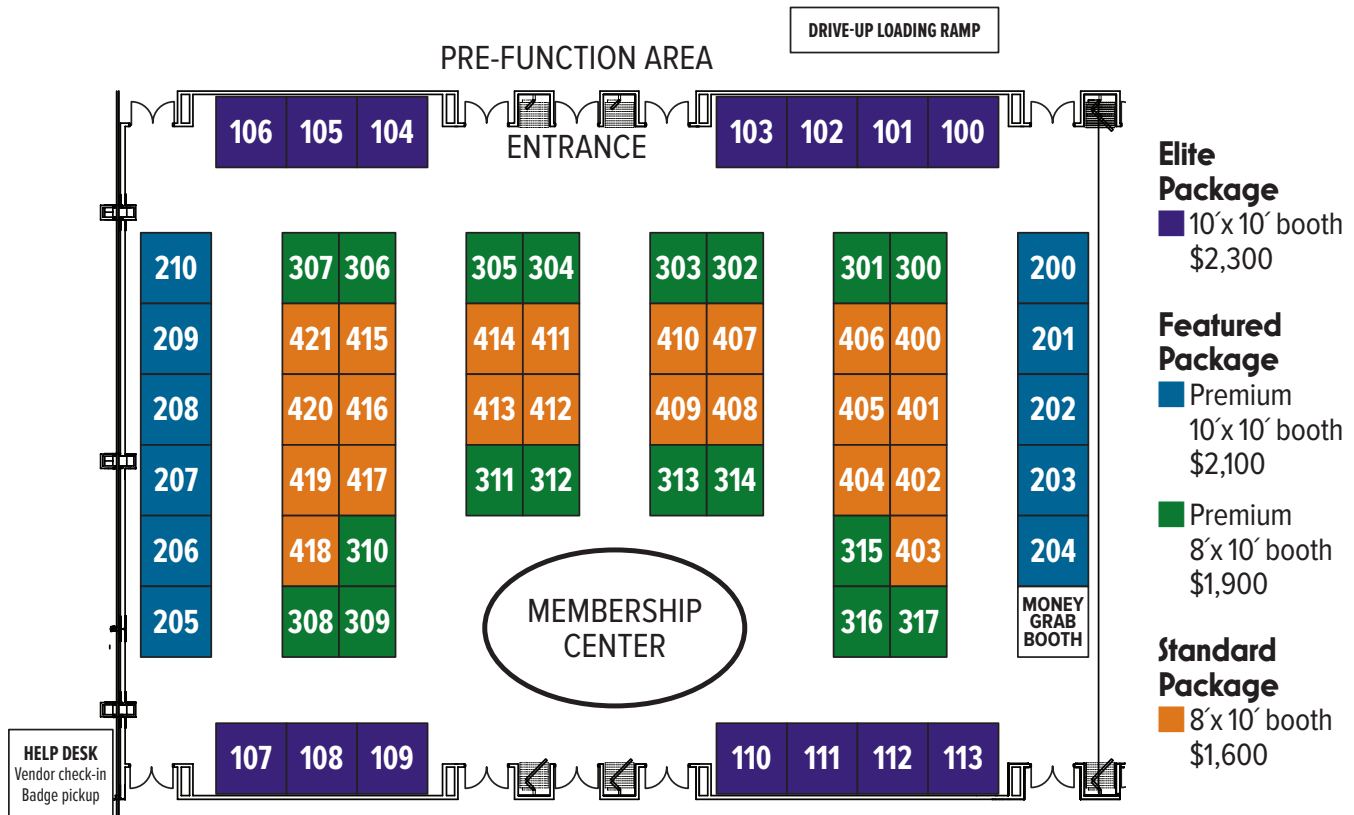 DRIVE-UP LOADING RAMP
PRE-FUNCTION AREA
106 105 104
ENTRANCE
103 102 101 100
210 307 306 305 304 303 302 301 300 200
209 421 415 414 411 410 407 406 400 201
208 420 416 413 412 409 408 405 401 202
207 419 417 311 312 313 314 404 402 203
206 418 310 315 403 204
205 308 309 316 317
MEMBERSHIP
CENTER
MONEY
GRAB
BOOTH
107 108 109 110 111 112 113
HELP DESK
Vendor check-in
Badge pickup
Elite
Package
10´x 10´ booth
$2,300
Featured
Package
Premium
10´x 10´ booth
$2,100
Premium
8´x 10´ booth
$1,900
Standard
Package
8´x 10´ booth
$1,600